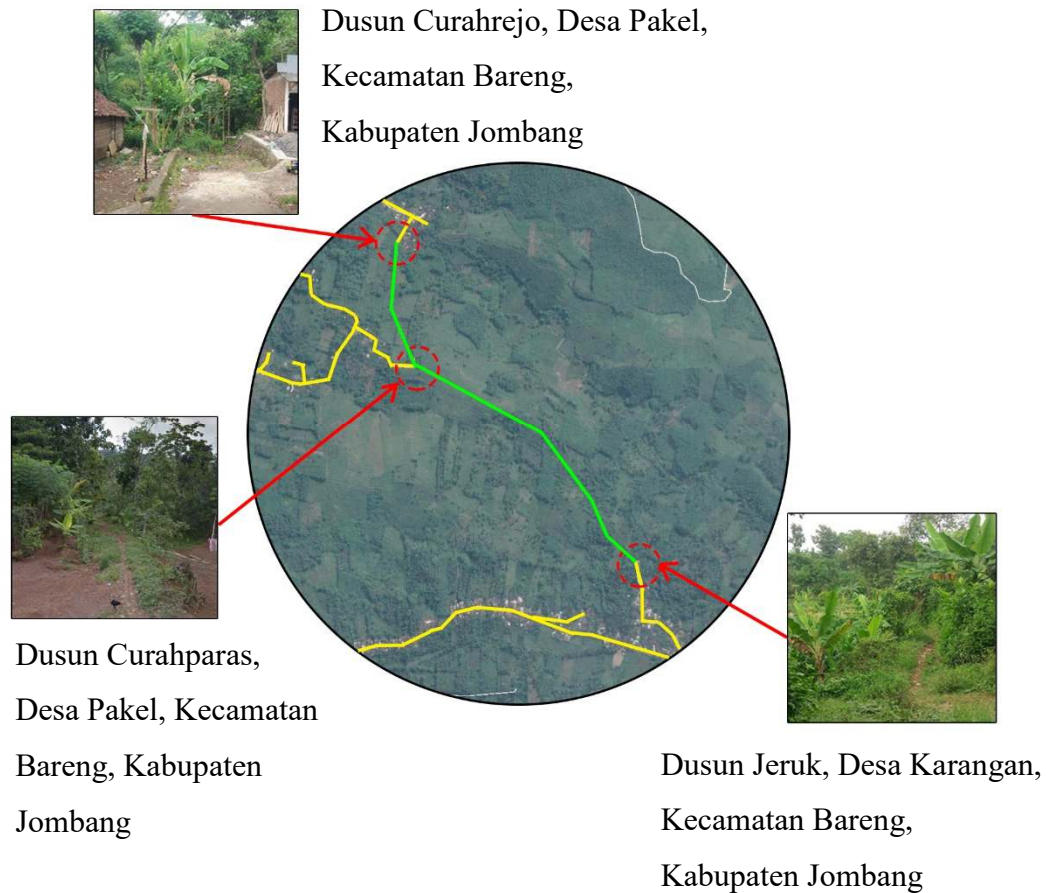 Dusun Curahrejo, Desa Pakel,
Kecamatan Bareng,
Kabupaten Jombang
Dusun Curahparas,
Desa Pakel, Kecamatan
Bareng, Kabupaten
Jombang
Dusun Jeruk, Desa Karangan,
Kecamatan Bareng,
Kabupaten Jombang